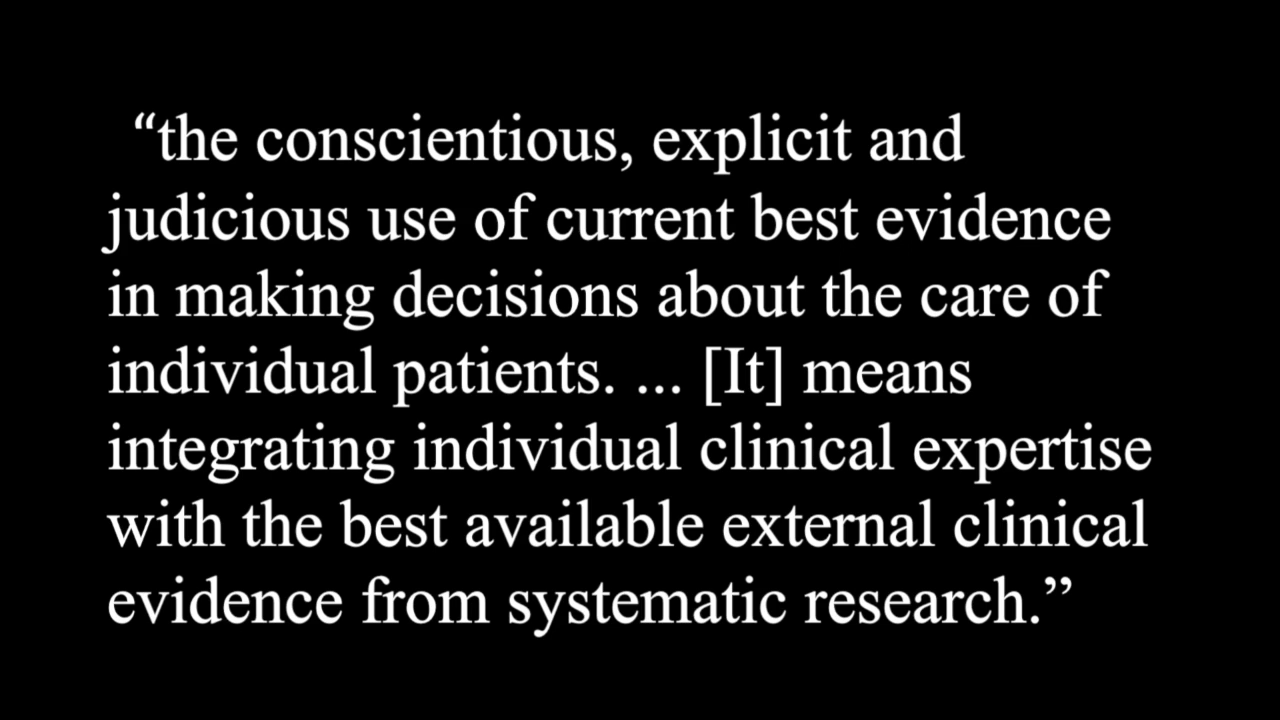 “the conscientious, explicit and
judicious use of current best evidence
in making decisions about the care of
individual patients. ... [It] means
integrating individual clinical expertise
with the best available external clinical
evidence from systematic research.”